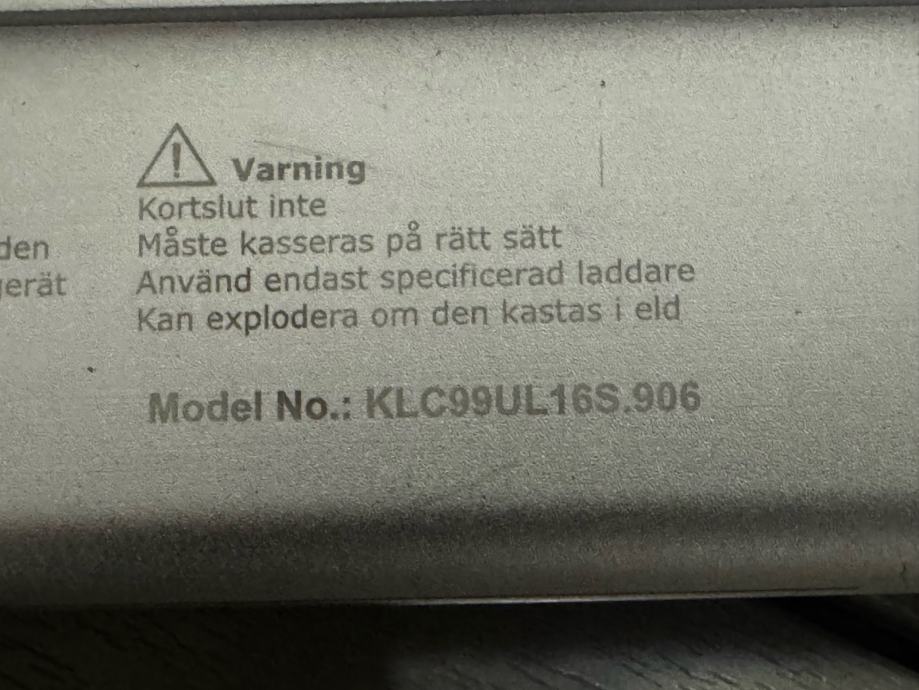 Varning
Kortslut inte
Måste kasseras på rätt sätt
Använd endast specificerad laddare
Kan explodera om den kastas i eld
den
gerät
Model No.: KLC99UL16S.906